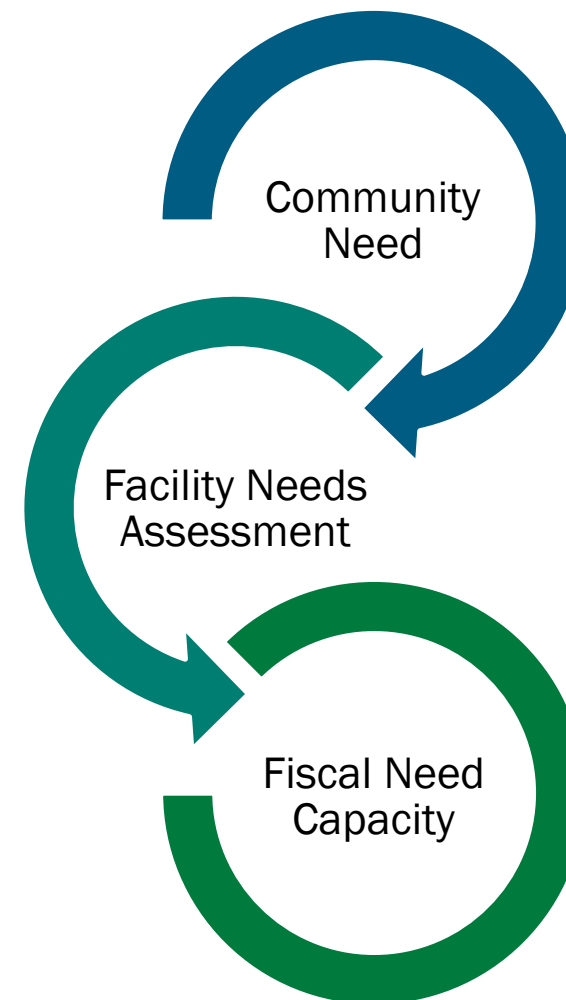 Community
Need
Facility Needs
Assessment
Fiscal Need
Capacity